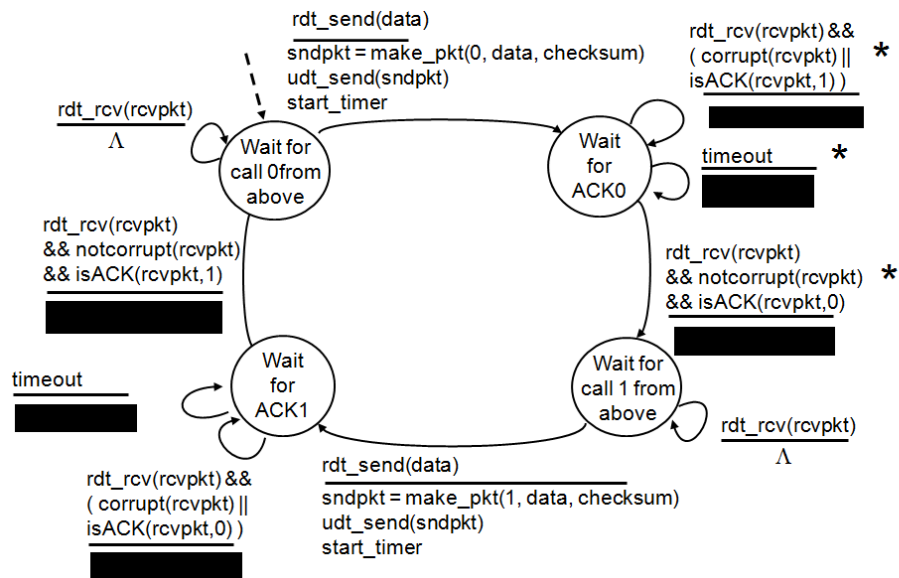 rdt_send(data)
sndpkt = make_pkt(0, data, checksum)
udt_send(sndpkt)
start_timer
rdt_rcv(rcvpkt) &&
( corrupt(rcvpkt) ||
isACK(rcvpkt,1) )
*
rdt_rcv(rcvpkt)
Λ
Wait for
call 0from
above
Wait
for
ACK0
timeout
*
rdt_rcv(rcvpkt)
&& notcorrupt(rcvpkt)
&& isACK(rcvpkt,1)
rdt_rcv(rcvpkt)
&& notcorrupt(rcvpkt)
&& isACK(rcvpkt,0)
*
timeout
Wait
for
ACK1
Wait for
call 1 from
above
rdt_rcv(rcvpkt)
Λ
rdt_rcv(rcvpkt) &&
( corrupt(rcvpkt) ||
isACK(rcvpkt,0) )
rdt_send(data)
sndpkt = make_pkt(1, data, checksum)
udt_send(sndpkt)
start_timer